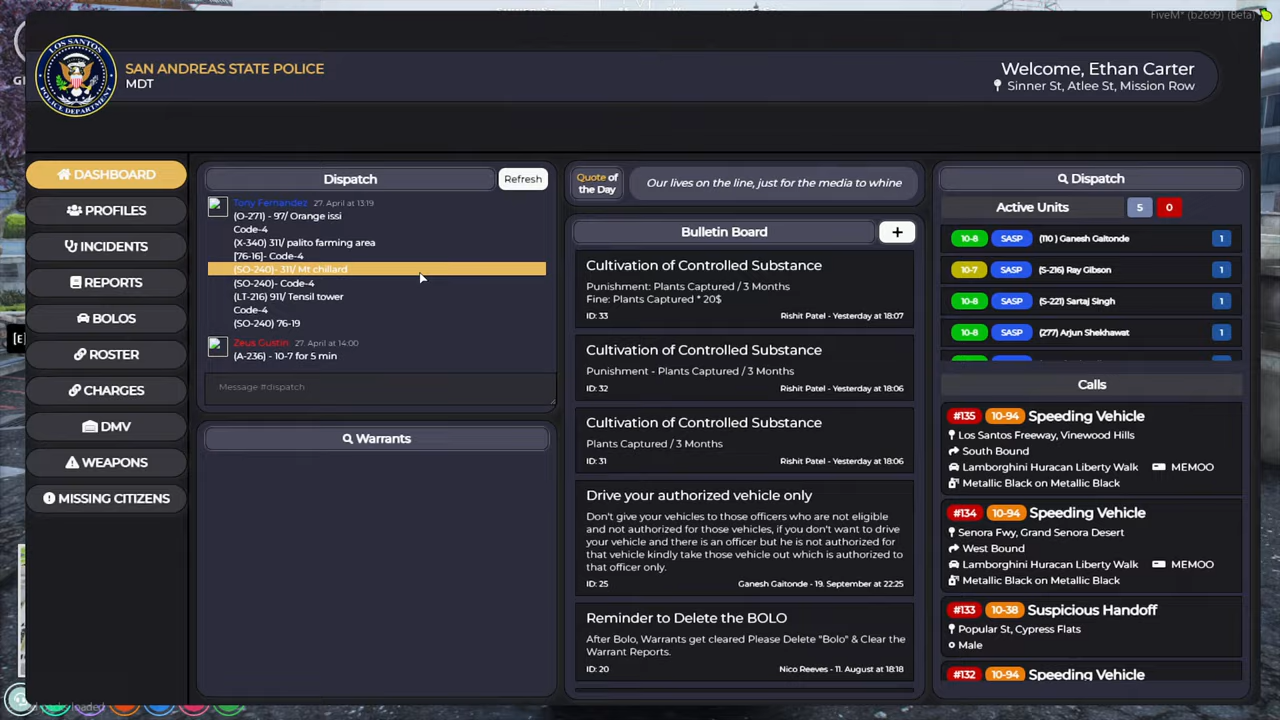 FiveM® (b2699) (Beta)
LOS SANTOS
POLICE DEPARTMENT
SAN ANDREAS STATE POLICE
MDT
Welcome, Ethan Carter
Sinner St, Atlee St, Mission Row
DASHBOARD
PROFILES
INCIDENTS
REPORTS
BOLOS
ROSTER
CHARGES
DMV
WEAPONS
MISSING CITIZENS
[E]
Dispatch
Refresh
Tony Fernandez 27. April at 13:19
(O-271) - 97/ Orange issi
Code-4
(X-340) 311/ palito farming area
[76-16]- Code-4
(SO-240)- 311/ Mt chillard
(SO-240)- Code-4
(LT-216) 911/ Tensil tower
Code-4
(SO-240) 76-19
Zeus Gustin 27. April at 14:00
(A-236) - 10-7 for 5 min
Message #dispatch
Warrants
Quote of the Day
Our lives on the line, just for the media to whine
Bulletin Board
+
Cultivation of Controlled Substance
Punishment: Plants Captured / 3 Months
Fine: Plants Captured * 20$
ID: 33 Rishit Patel - Yesterday at 18:07
Cultivation of Controlled Substance
Punishment - Plants Captured / 3 Months
ID: 32 Rishit Patel - Yesterday at 18:06
Cultivation of Controlled Substance
Plants Captured / 3 Months
ID: 31 Rishit Patel - Yesterday at 18:06
Drive your authorized vehicle only
Don't give your vehicles to those officers who are not eligible
and not authorized for those vehicles, if you don't want to drive
your vehicle and there is an officer but he is not authorized for
that vehicle kindly take those vehicle out which is authorized to
that officer only.
ID: 25 Ganesh Gaitonde - 19. September at 22:25
Reminder to Delete the BOLO
After Bolo, Warrants get cleared Please Delete "Bolo" & Clear the
Warrant Reports.
ID: 20 Nico Reeves - 11. August at 18:18
Dispatch
Active Units 5 0
10-8 SASP (110 ) Ganesh Gaitonde 1
10-7 SASP (S-216) Ray Gibson 1
10-8 SASP (S-221) Sartaj Singh 1
10-8 SASP (277) Arjun Shekhawat 1
Calls
#135 10-94 Speeding Vehicle
Los Santos Freeway, Vinewood Hills
South Bound
Lamborghini Huracan Liberty Walk MEMOO
Metallic Black on Metallic Black
#134 10-94 Speeding Vehicle
Senora Fwy, Grand Senora Desert
West Bound
Lamborghini Huracan Liberty Walk MEMOO
Metallic Black on Metallic Black
#133 10-38 Suspicious Handoff
Popular St, Cypress Flats
Male
#132 10-94 Speeding Vehicle